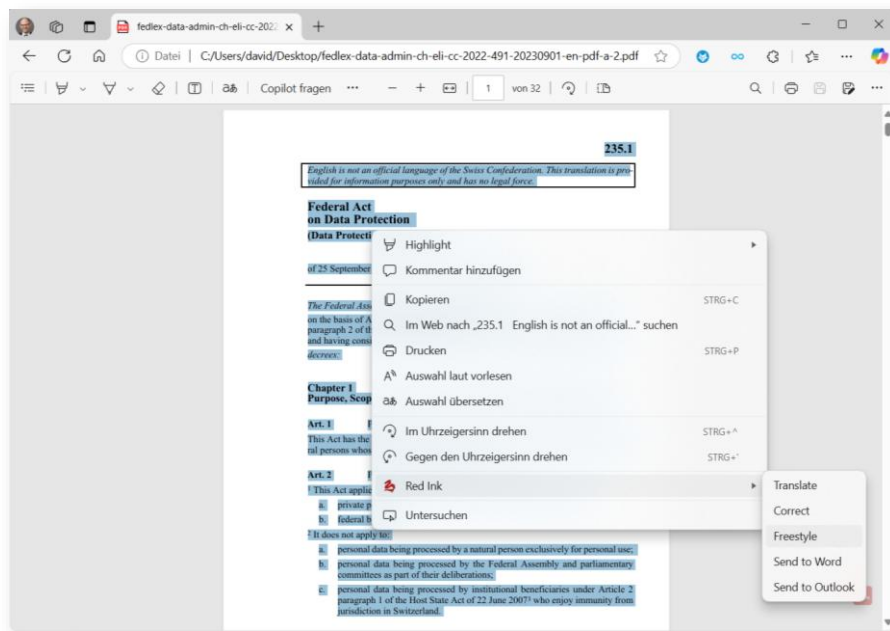 fedlex-data-admin-ch-eli-cc-2022
Datei | C:/Users/david/Desktop/fedlex-data-admin-ch-eli-cc-2022-491-20230901-en-pdf-a-2.pdf
Copilot fragen
1 von 32
235.1
English is not an official language of the Swiss Confederation. This translation is pro-
vided for information purposes only and has no legal force.
Federal Act
on Data Protection
(Data Protecti
of 25 September
The Federal Ass
on the basis of A
paragraph 2 of th
and having consi
decrees:
Chapter 1
Purpose, Scop
Art. 1
This Act has the
ral persons whos
Art. 2
1 This Act applie
a. private p
b. federal b
2 It does not apply to:
a. personal data being processed by a natural person exclusively for personal use;
b. personal data being processed by the Federal Assembly and parliamentary
committees as part of their deliberations;
c. personal data being processed by institutional beneficiaries under Article 2
paragraph 1 of the Host State Act of 22 June 2007³ who enjoy immunity from
jurisdiction in Switzerland.
Highlight
Kommentar hinzufügen
Kopieren STRG+C
Im Web nach „235.1 English is not an official...“ suchen
Drucken STRG+P
Auswahl laut vorlesen
Auswahl übersetzen
Im Uhrzeigersinn drehen STRG+^
Gegen den Uhrzeigersinn drehen STRG+´
Red Ink
Untersuchen
Translate
Correct
Freestyle
Send to Word
Send to Outlook